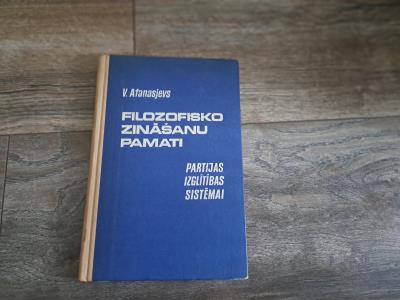 V. Afanasjevs
FILOZOFISKO
ZINĀŠANU
PAMATI
PARTIJAS
IZGLĪTĪBAS
SISTĒMAI